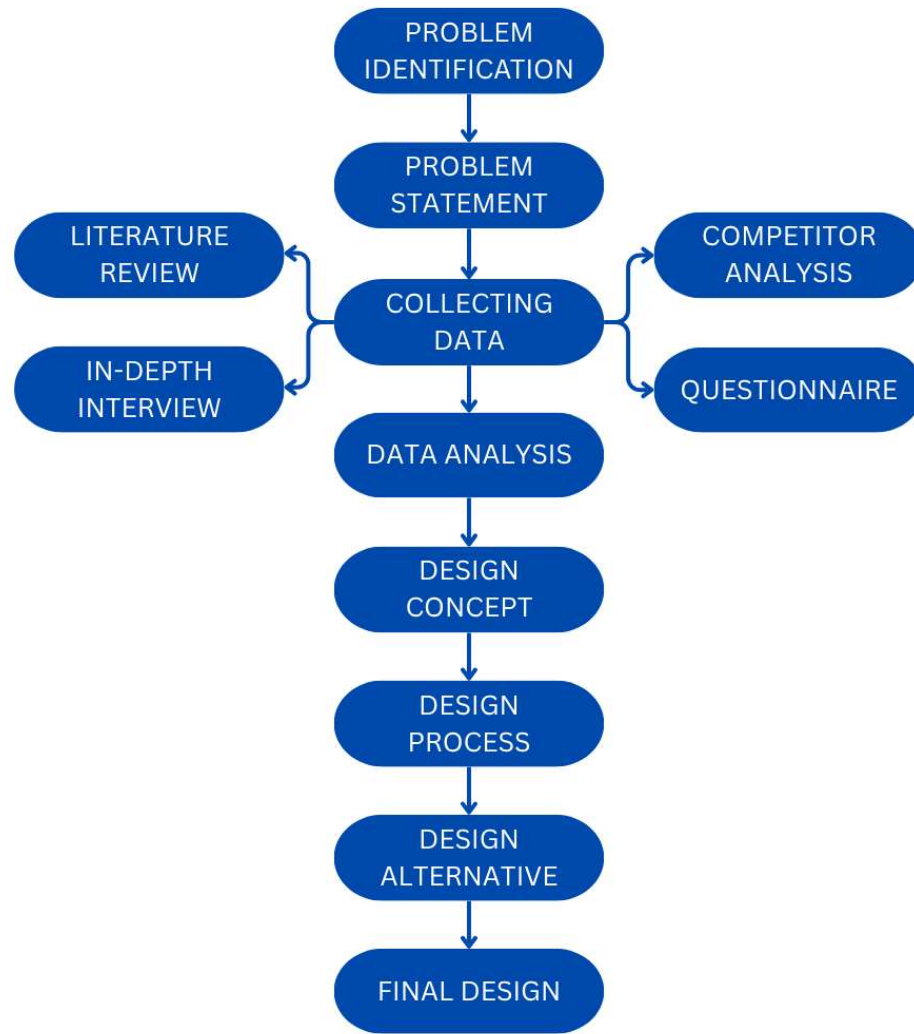 PROBLEM
IDENTIFICATION
PROBLEM
STATEMENT
LITERATURE
REVIEW
COMPETITOR
ANALYSIS
COLLECTING
DATA
IN-DEPTH
INTERVIEW
QUESTIONNAIRE
DATA ANALYSIS
DESIGN
CONCEPT
DESIGN
PROCESS
DESIGN
ALTERNATIVE
FINAL DESIGN